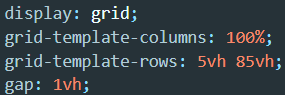 display: grid;
grid-template-columns: 100%;
grid-template-rows: 5vh 85vh;
gap: 1vh;